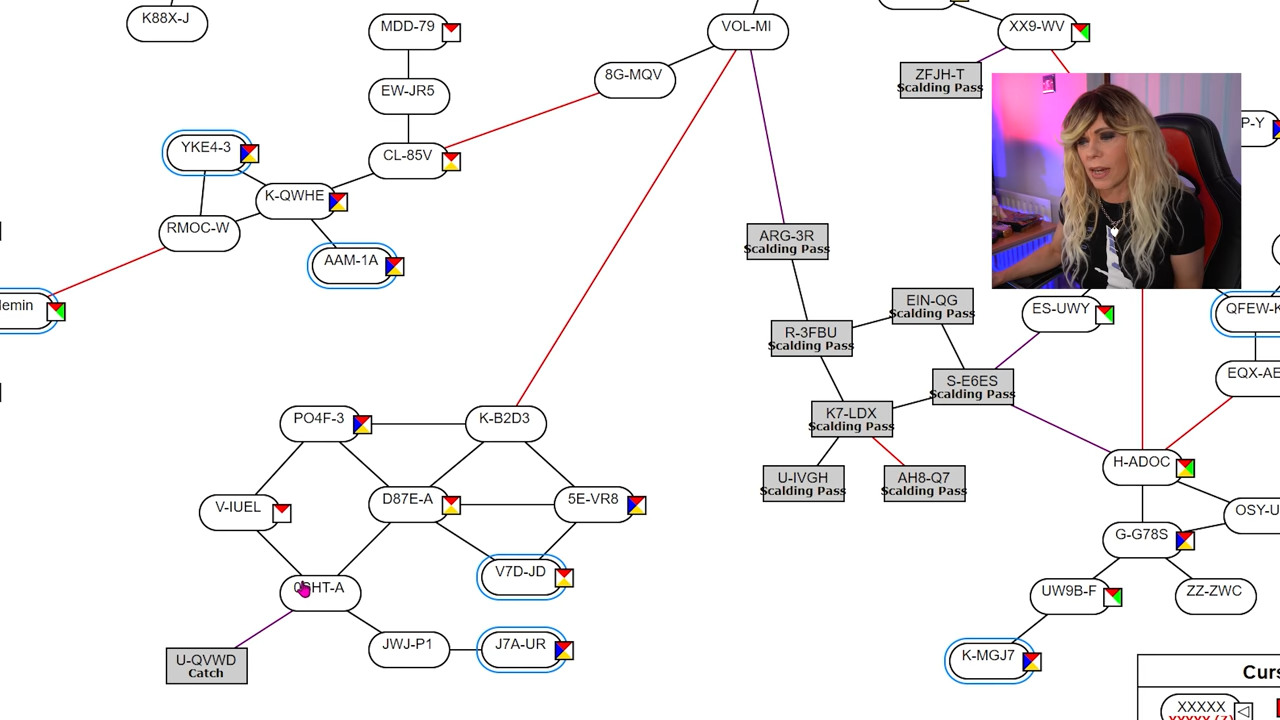 K88X-J
MDD-79
VOL-MI
XX9-WV
8G-MQV
ZFJH-T
Scalding Pass
EW-JR5
P-Y
YKE4-3
CL-85V
K-QWHE
RMOC-W
ARG-3R
Scalding Pass
AAM-1A
EIN-QG
Scalding Pass
ES-UWY
QFEW-K
R-3FBU
Scalding Pass
EQX-AE
S-E6ES
Scalding Pass
K7-LDX
Scalding Pass
PO4F-3
K-B2D3
H-ADOC
U-IVGH
Scalding Pass
AH8-Q7
Scalding Pass
V-IUEL
D87E-A
5E-VR8
OSY-U
G-G78S
V7D-JD
UW9B-F
ZZ-ZWC
JWJ-P1
J7A-UR
K-MGJ7
U-QVWD
Catch
Curs
XXXXX